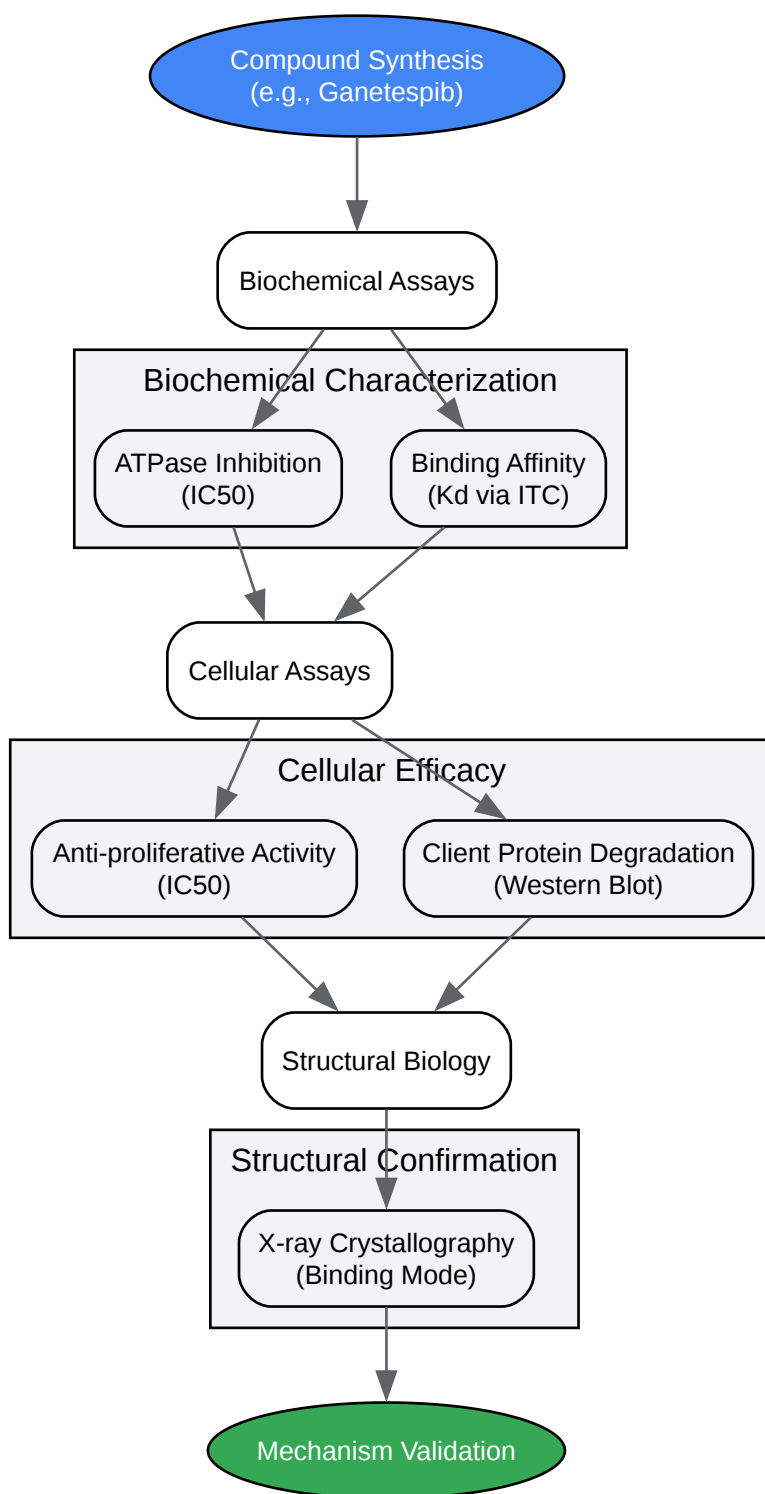 Compound Synthesis
(e.g., Ganetespib)
Biochemical Assays
Biochemical Characterization
ATPase Inhibition
(IC50)
Binding Affinity
(Kd via ITC)
Cellular Assays
Cellular Efficacy
Anti-proliferative Activity
(IC50)
Client Protein Degradation
(Western Blot)
Structural Biology
Structural Confirmation
X-ray Crystallography
(Binding Mode)
Mechanism Validation